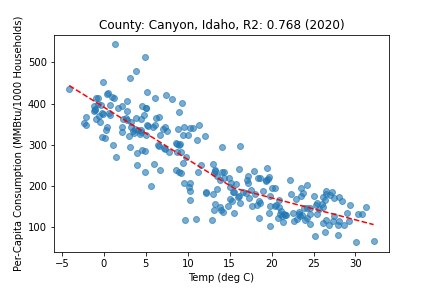 County: Canyon, Idaho, R2: 0.768 (2020)
Per-Capita Consumption (MMBtu/1000 Households)
500
400
300
200
100
−5 0 5 10 15 20 25 30
Temp (deg C)